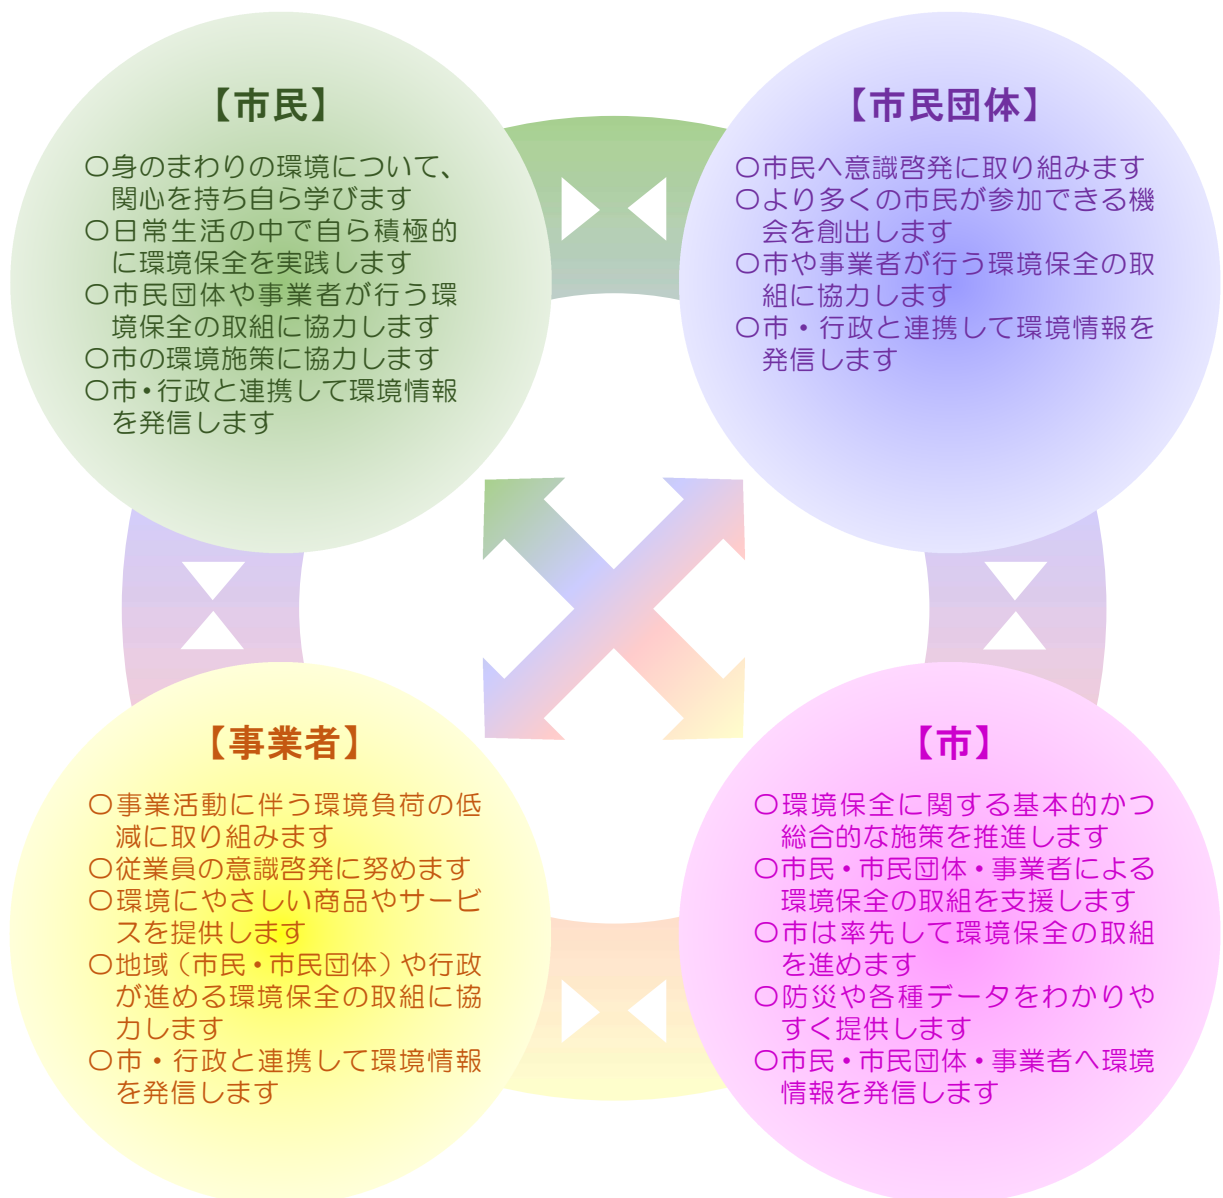 【市民】
〇身のまわりの環境について、
関心を持ち自ら学びます
〇日常生活の中で自ら積極的
に環境保全を実践します
〇市民団体や事業者が行う環
境保全の取組に協力します
〇市の環境施策に協力します
〇市・行政と連携して環境情報
を発信します
【市民団体】
〇市民へ意識啓発に取り組みます
〇より多くの市民が参加できる機
会を創出します
〇市や事業者が行う環境保全の取
組に協力します
〇市・行政と連携して環境情報を
発信します
【事業者】
〇事業活動に伴う環境負荷の低
減に取り組みます
〇従業員の意識啓発に努めます
〇環境にやさしい商品やサービ
スを提供します
〇地域（市民・市民団体）や行政
が進める環境保全の取組に協
力します
〇市・行政と連携して環境情報
を発信します
【市】
〇環境保全に関する基本的かつ
総合的な施策を推進します
〇市民・市民団体・事業者による
環境保全の取組を支援します
〇市は率先して環境保全の取組
を進めます
〇防災や各種データをわかりや
すく提供します
〇市民・市民団体・事業者へ環境
情報を発信します